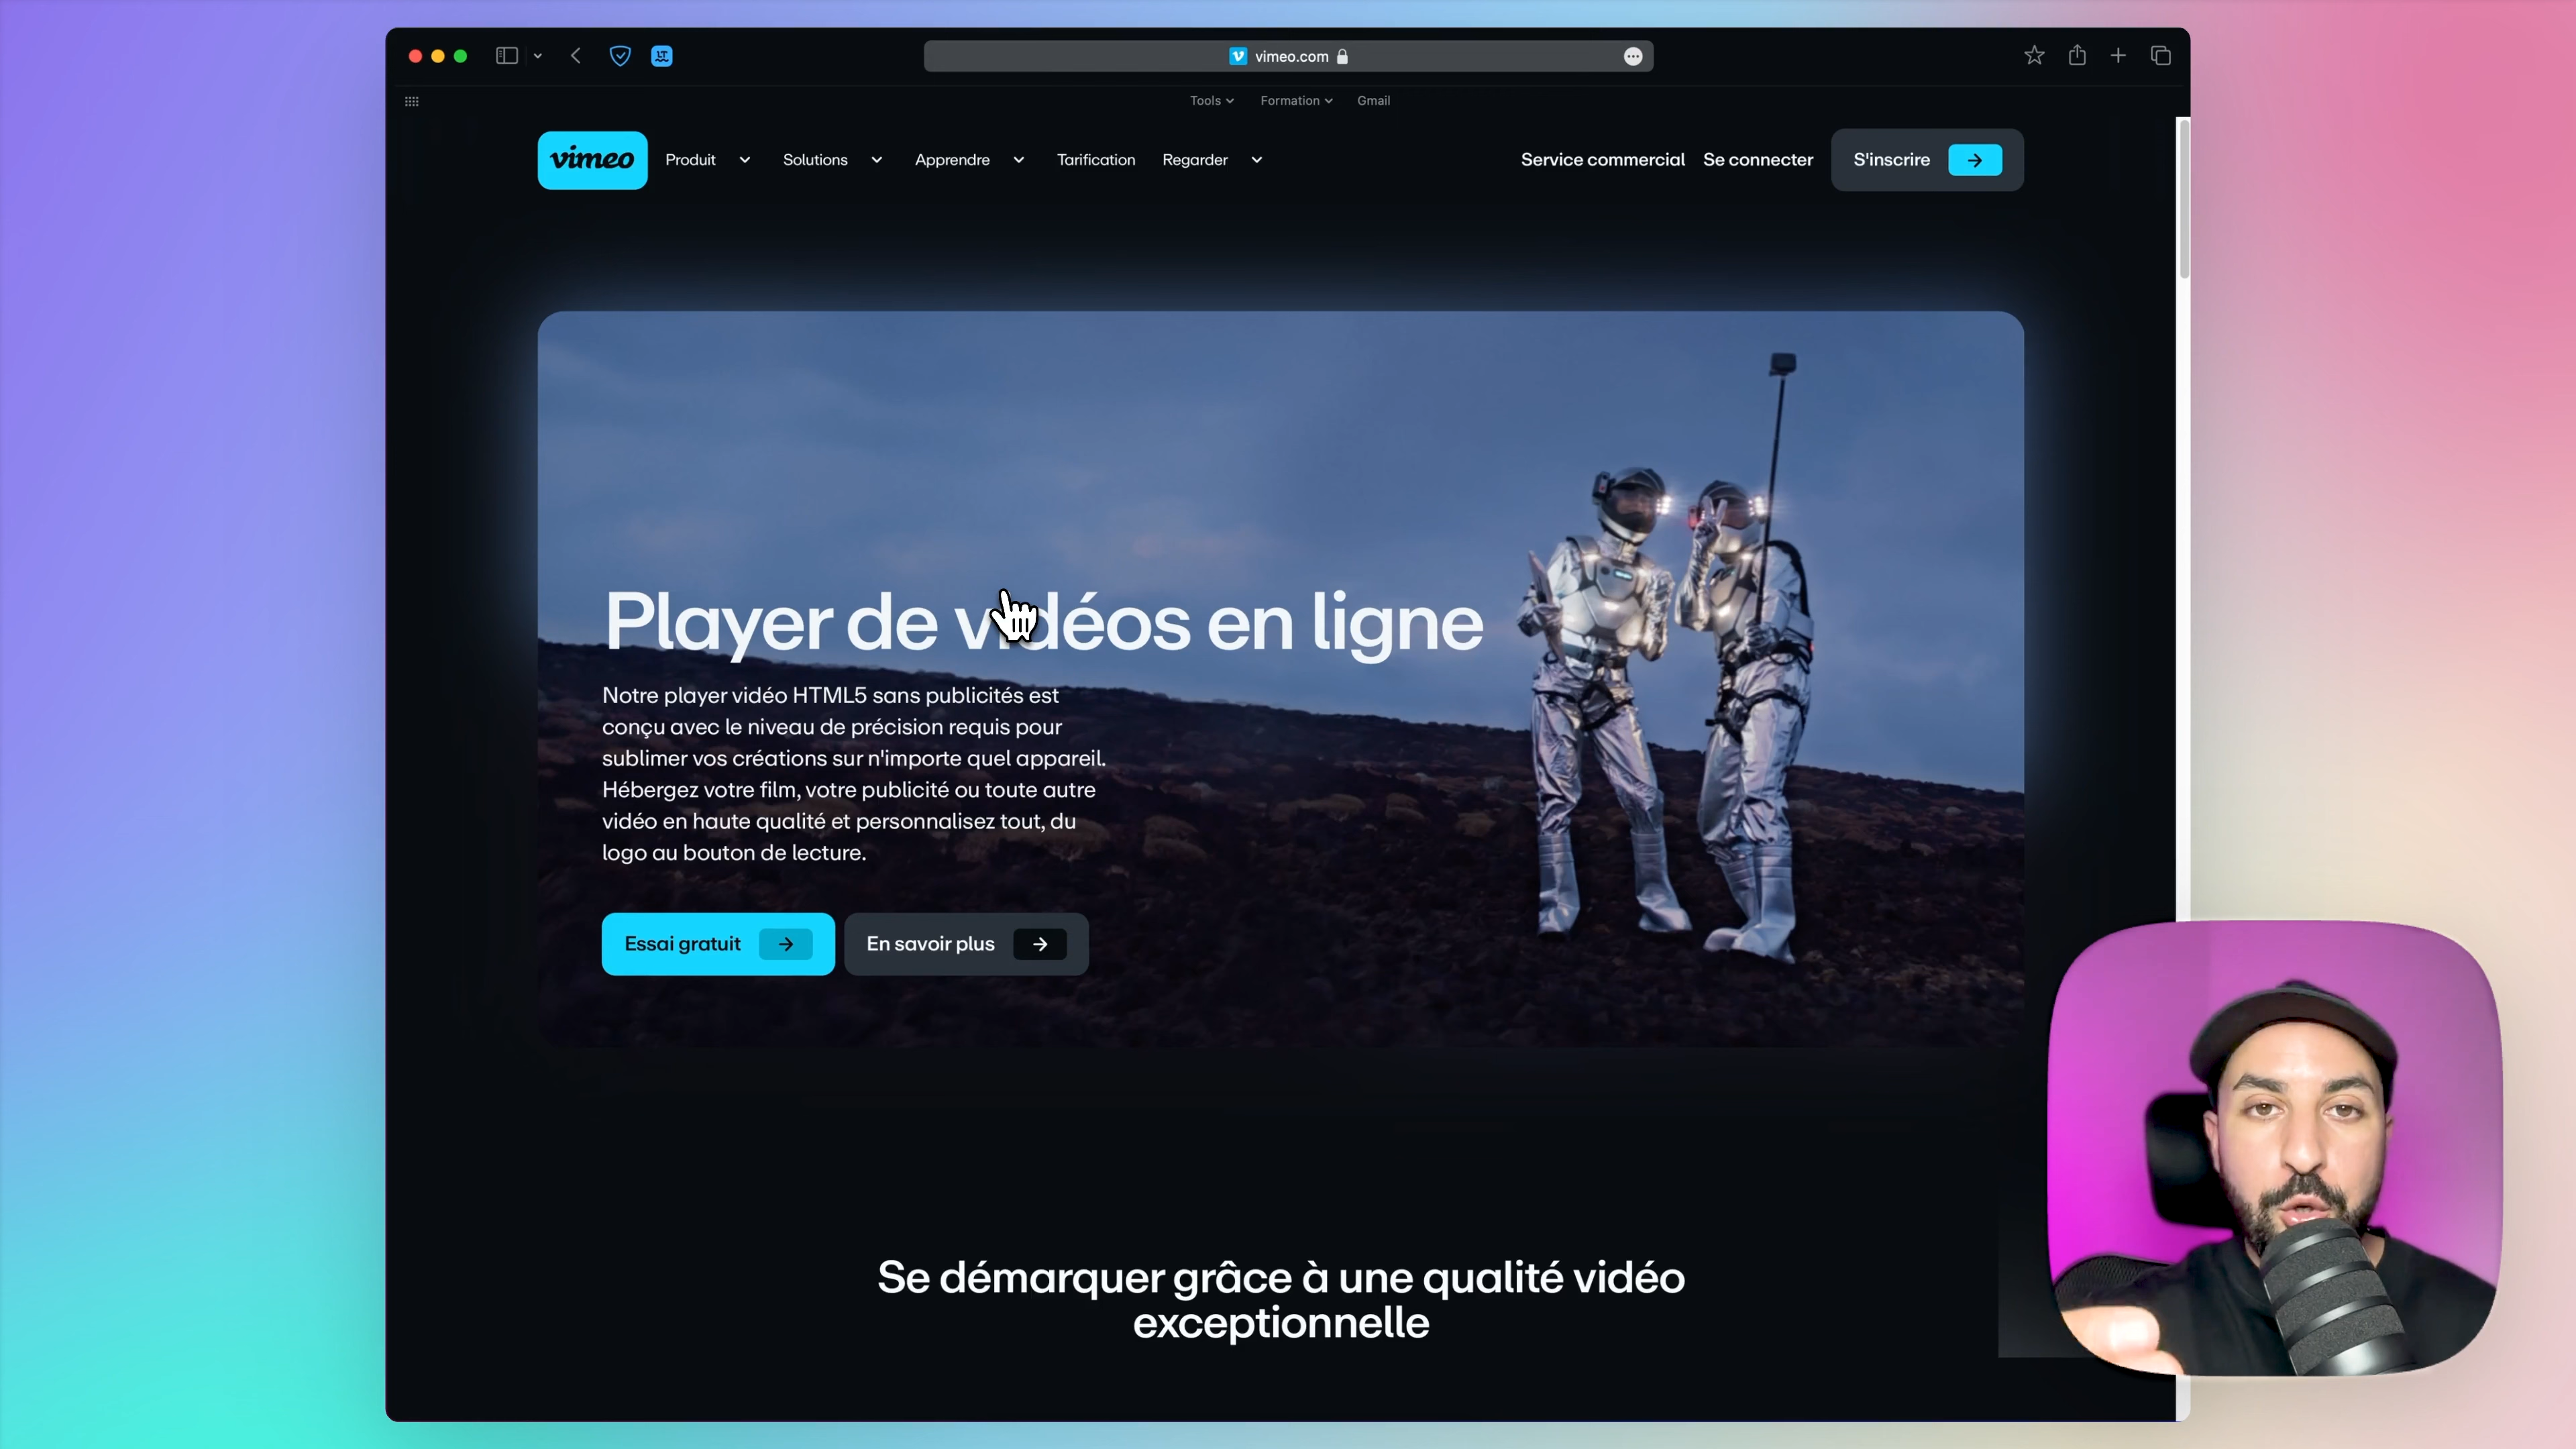 vimeo.com
Tools
Formation
Gmail
vimeo
Produit
Solutions
Apprendre
Tarification
Regarder
Service commercial
Se connecter
S'inscrire
Player de vidéos en ligne
Notre player vidéo HTML5 sans publicités est
conçu avec le niveau de précision requis pour
sublimer vos créations sur n'importe quel appareil.
Hébergez votre film, votre publicité ou toute autre
vidéo en haute qualité et personnalisez tout, du
logo au bouton de lecture.
Essai gratuit
En savoir plus
Se démarquer grâce à une qualité vidéo
exceptionnelle